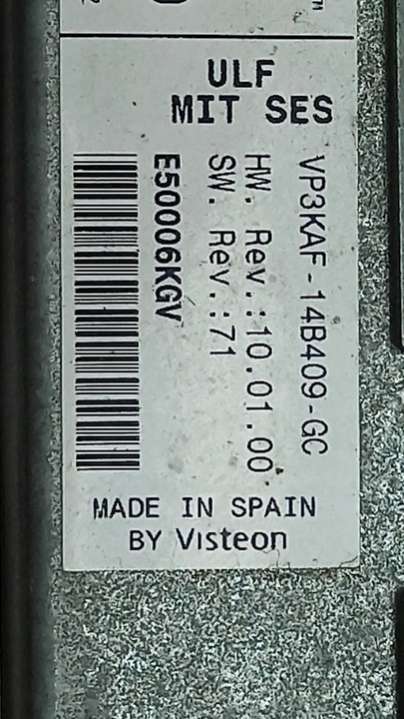 ULF
MIT SES
VP3KAF-14B409-GC
HW. Rev.:10.01.00
SW. Rev.:71
E50006KGV
MADE IN SPAIN
BY Visteon